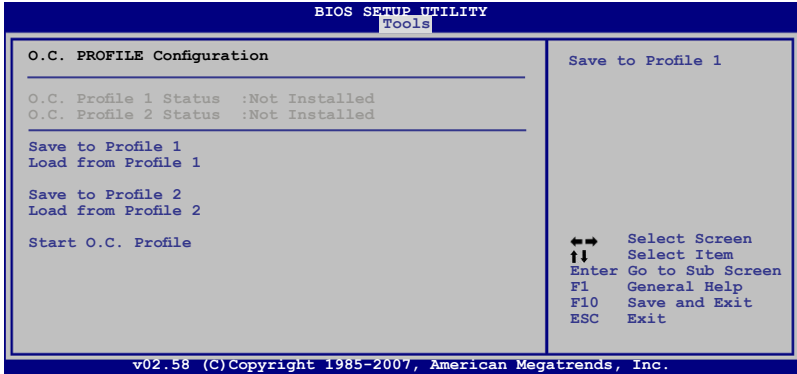 BIOS SETUP UTILITY
Tools
O.C. PROFILE Configuration
O.C. Profile 1 Status :Not Installed
O.C. Profile 2 Status :Not Installed
Save to Profile 1
Load from Profile 1
Save to Profile 2
Load from Profile 2
Start O.C. Profile
Save to Profile 1
Select Screen
Select Item
Enter Go to Sub Screen
F1 General Help
F10 Save and Exit
ESC Exit
v02.58 (C)Copyright 1985-2007, American Megatrends, Inc.